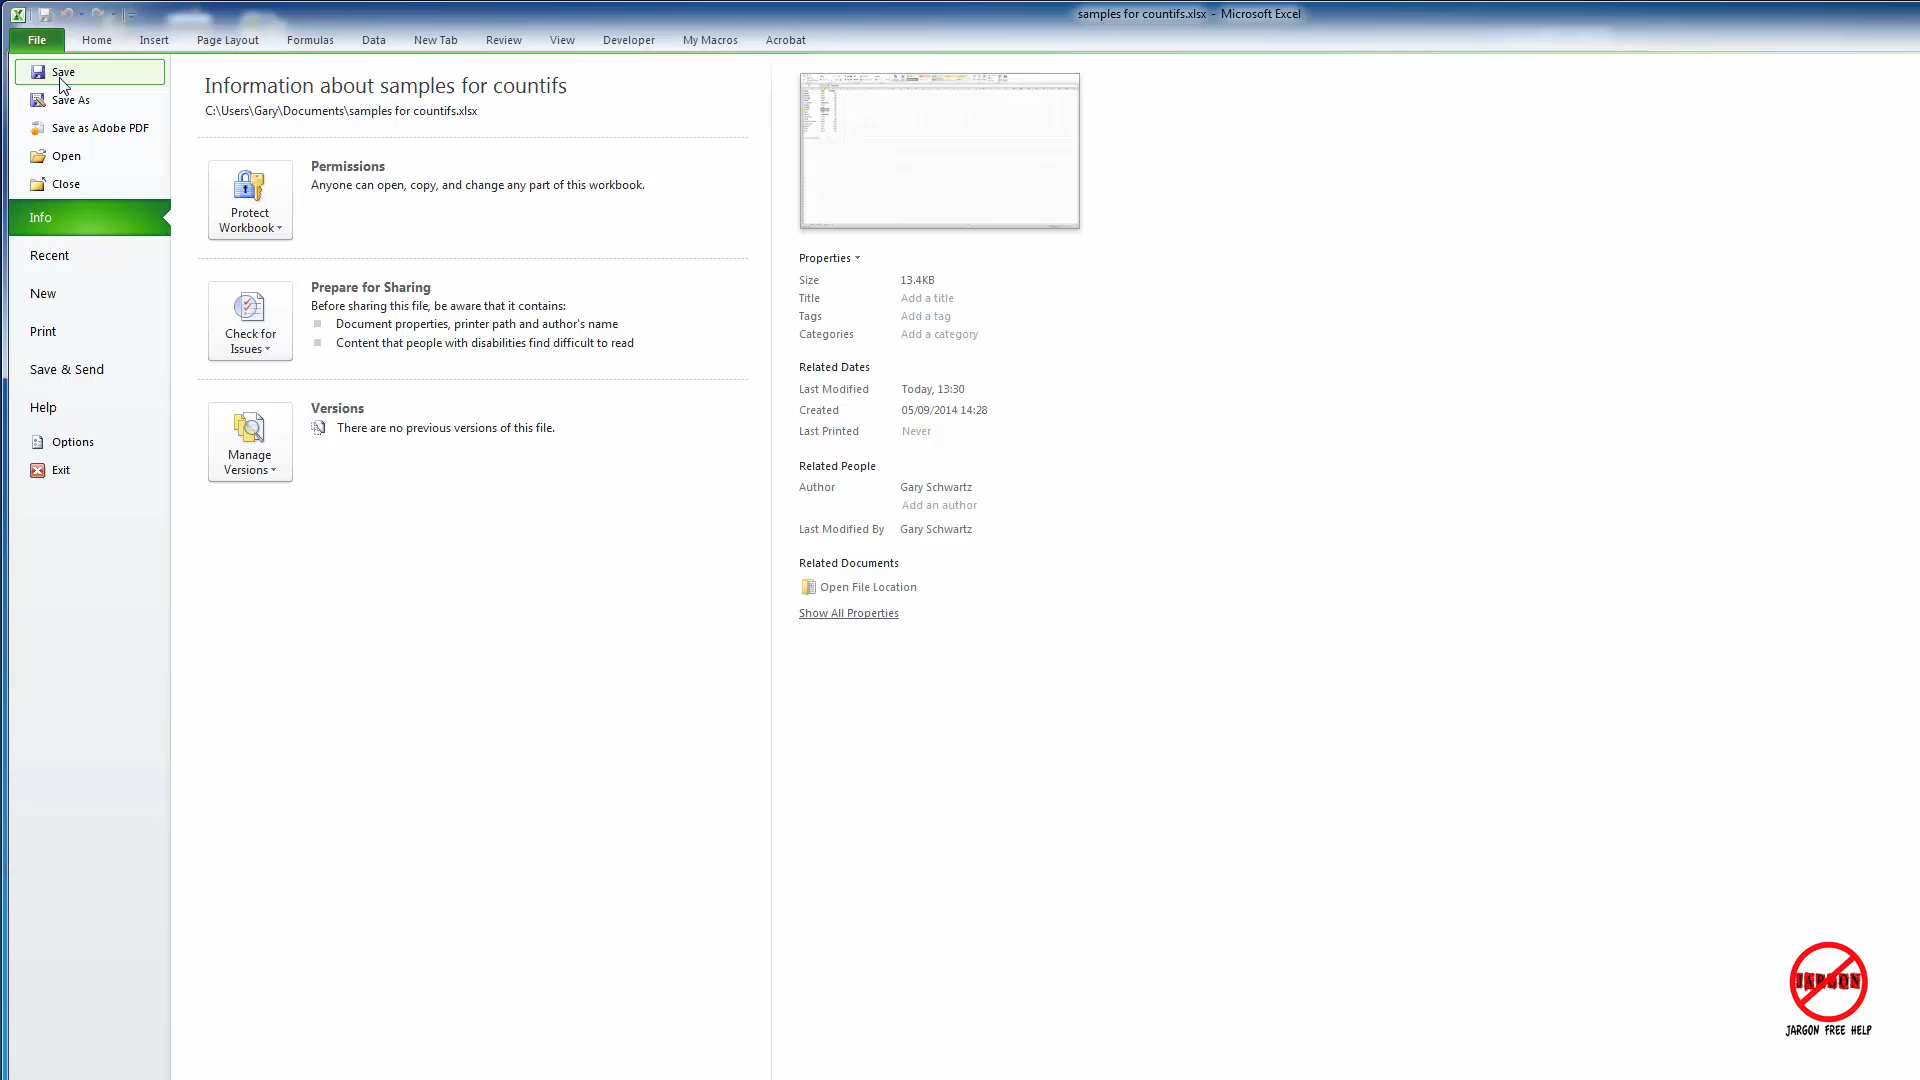 samples for countifs.xlsx - Microsoft Excel
File Home Insert Page Layout Formulas Data New Tab Review View Developer My Macros Acrobat
Save
Save As
Save as Adobe PDF
Open
Close
Info
Recent
New
Print
Save & Send
Help
Options
Exit
Information about samples for countifs
C:\Users\Gary\Documents\samples for countifs.xlsx
Protect
Workbook
Permissions
Anyone can open, copy, and change any part of this workbook.
Check for
Issues
Prepare for Sharing
Before sharing this file, be aware that it contains:
Document properties, printer path and author's name
Content that people with disabilities find difficult to read
Manage
Versions
Versions
There are no previous versions of this file.
Properties
Size 13.4KB
Title Add a title
Tags Add a tag
Categories Add a category
Related Dates
Last Modified Today, 13:30
Created 05/09/2014 14:28
Last Printed Never
Related People
Author Gary Schwartz
Add an author
Last Modified By Gary Schwartz
Related Documents
Open File Location
Show All Properties
JARGON
JARGON FREE HELP